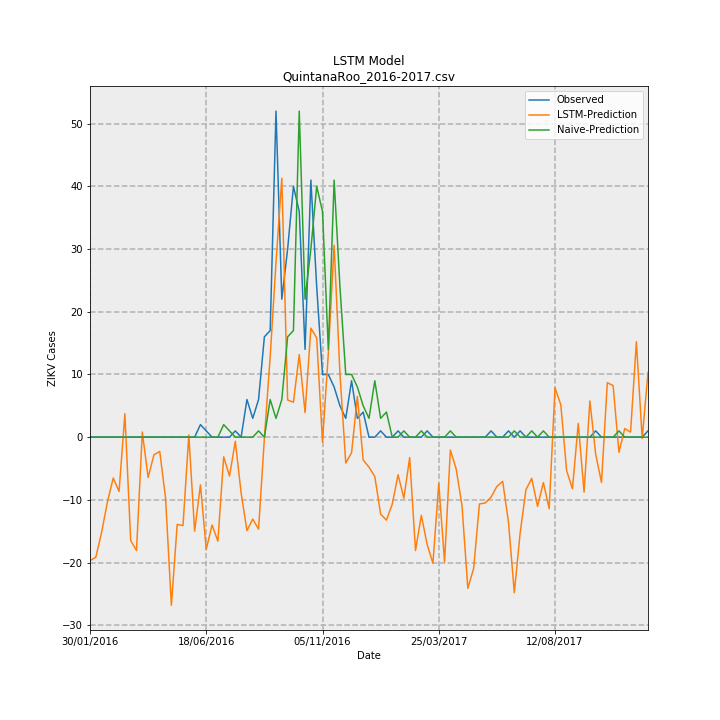 LSTM Model
QuintanaRoo_2016-2017.csv
Observed
LSTM-Prediction
Naive-Prediction
ZIKV Cases
50
40
30
20
10
0
−10
−20
−30
30/01/2016
18/06/2016
05/11/2016
25/03/2017
12/08/2017
Date